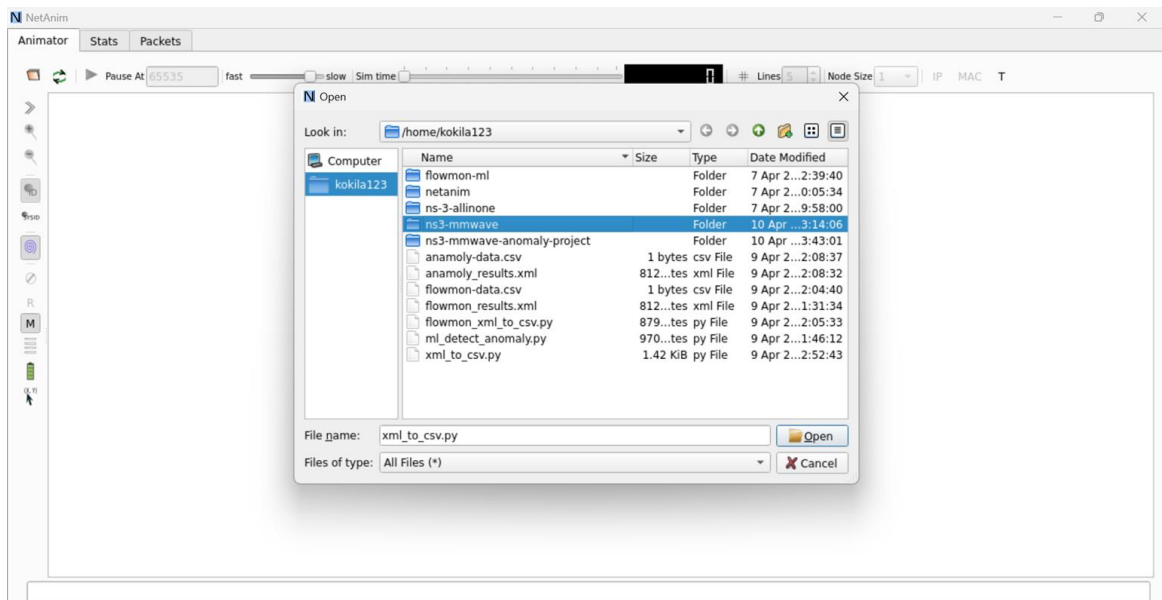 NetAnim
Animator Stats Packets
Pause At 65535 fast slow Sim time 0 # Lines 5 Node Size 1 IP MAC T
Open
Look in: /home/kokila123
Computer
kokila123
Name Size Type Date Modified
flowmon-ml Folder 7 Apr 2...2:39:40
netanim Folder 7 Apr 2...0:05:34
ns-3-allinone Folder 7 Apr 2...9:58:00
ns3-mmwave Folder 10 Apr ...3:14:06
ns3-mmwave-anomaly-project Folder 10 Apr ...3:43:01
anamoly-data.csv 1 bytes csv File 9 Apr 2...2:08:37
anamoly_results.xml 812...tes xml File 9 Apr 2...2:08:32
flowmon-data.csv 1 bytes csv File 9 Apr 2...2:04:40
flowmon_results.xml 812...tes xml File 9 Apr 2...1:31:34
flowmon_xml_to_csv.py 879...tes py File 9 Apr 2...2:05:33
ml_detect_anomaly.py 970...tes py File 9 Apr 2...1:46:12
xml_to_csv.py 1.42 KiB py File 9 Apr 2...2:52:43
SYSID
R
M
(X,Y)
File name: xml_to_csv.py Open
Files of type: All Files (*) Cancel